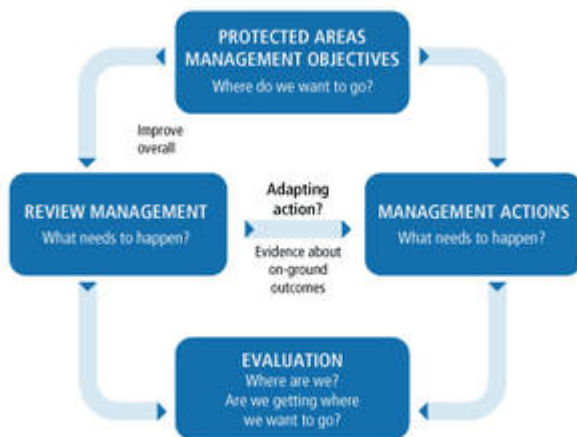 PROTECTED AREAS
MANAGEMENT OBJECTIVES
Where do we want to go?
Improve
overall
REVIEW MANAGEMENT
What needs to happen?
Adapting
action?
Evidence about
on-ground
outcomes
MANAGEMENT ACTIONS
What needs to happen?
EVALUATION
Where are we?
Are we getting where
we want to go?